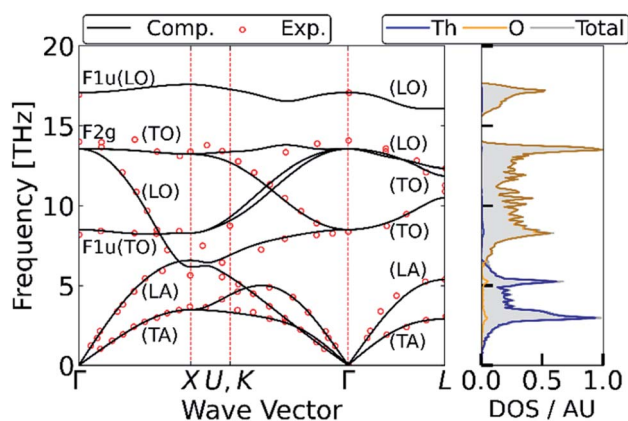 Comp. Exp. Th O Total
20
F1u(LO) (LO)
15
F2g (TO) (LO)
(LO) (TO)
10
F1u(TO) (TO)
5
(LA) (LA)
(TA) (TA)
0
Frequency [THz]
Γ X U, K Γ L 0.0 0.5 1.0
Wave Vector DOS / AU